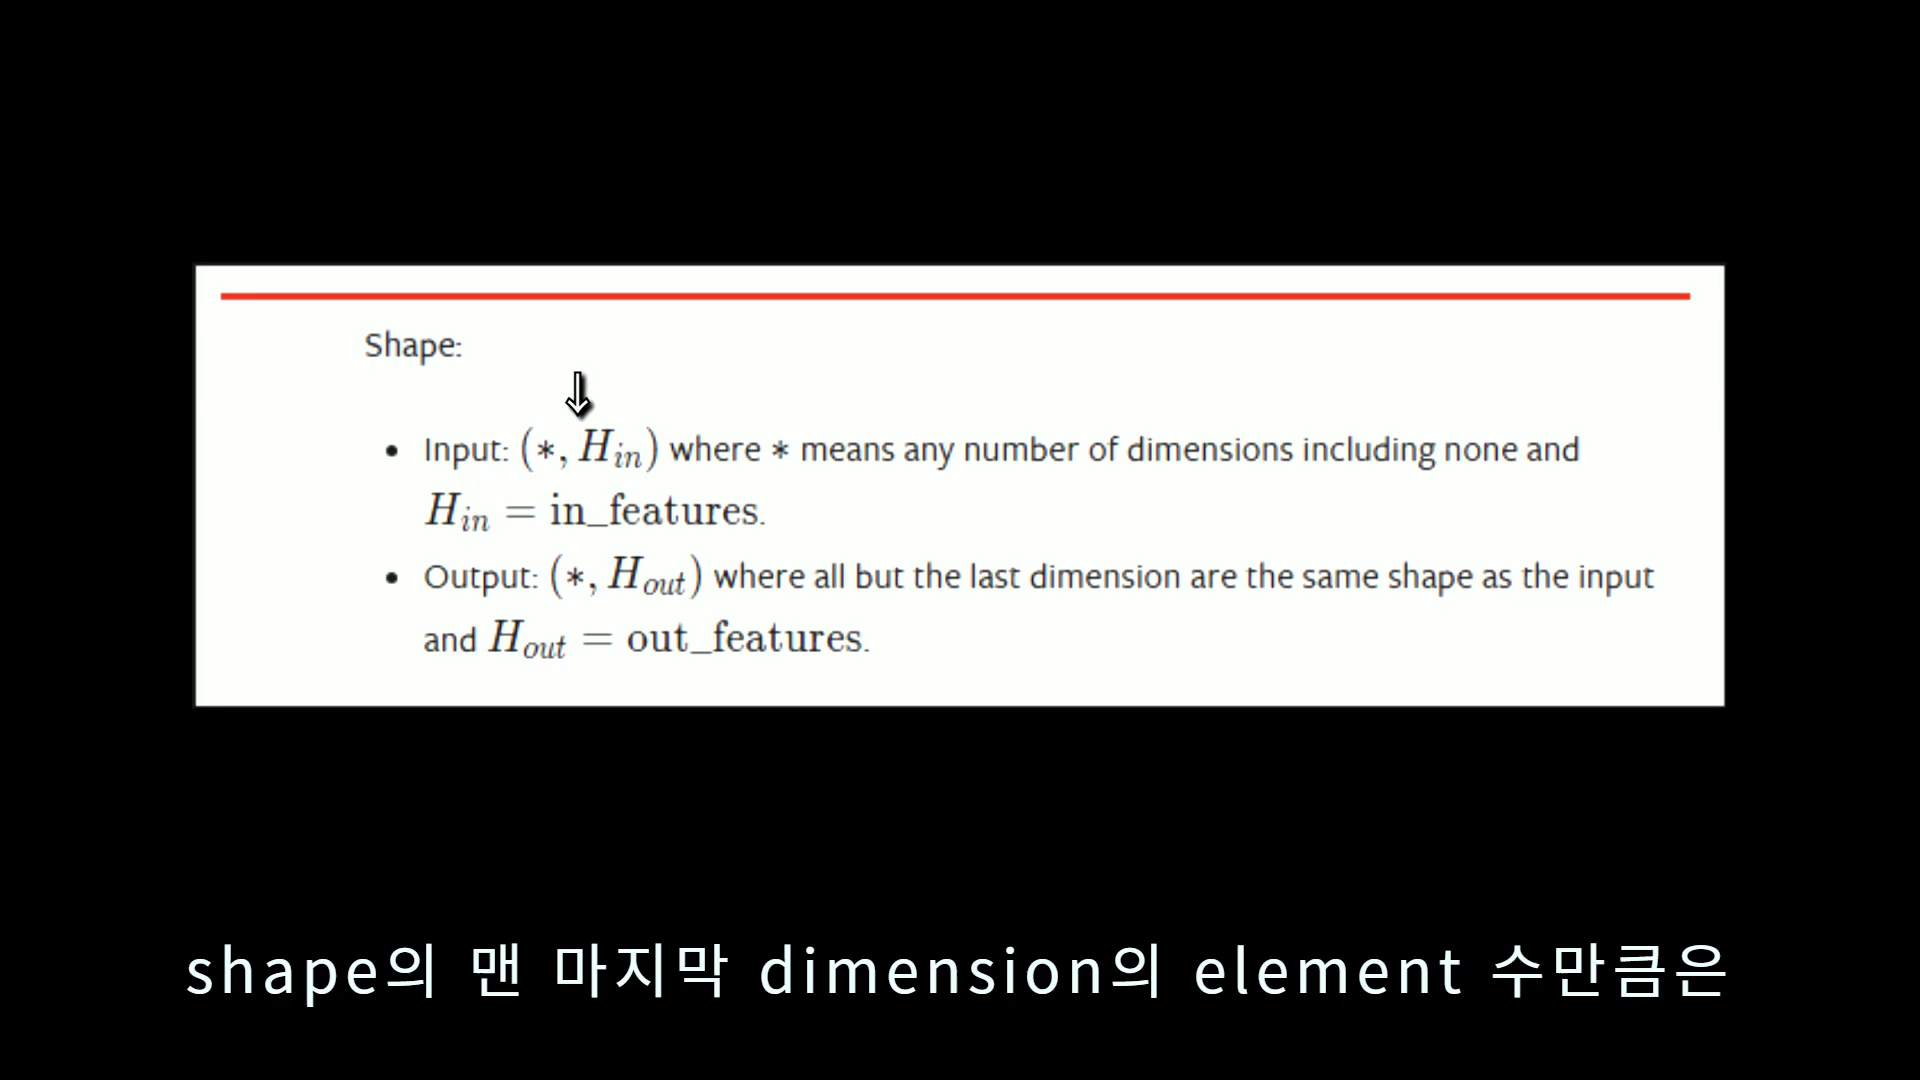 Shape:
• Input: (∗, H_in) where ∗ means any number of dimensions including none and
H_in = in_features.
• Output: (∗, H_out) where all but the last dimension are the same shape as the input
and H_out = out_features.
shape의 맨 마지막 dimension의 element 수만큼은